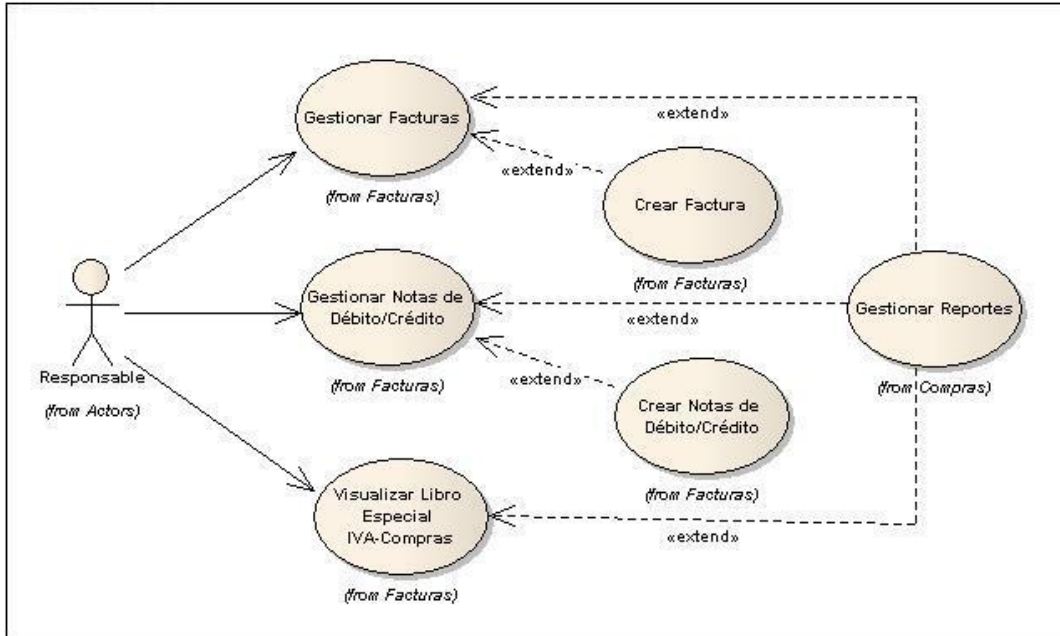 Gestionar Facturas
(from Facturas)
«extend»
«extend»
Crear Factura
(from Facturas)
Responsable
(from Actors)
Gestionar Notas de
Débito/Crédito
(from Facturas)
«extend»
Gestionar Reportes
(from Compras)
«extend»
Crear Notas de
Débito/Crédito
(from Facturas)
Visualizar Libro
Especial
IVA-Compras
(from Facturas)
«extend»